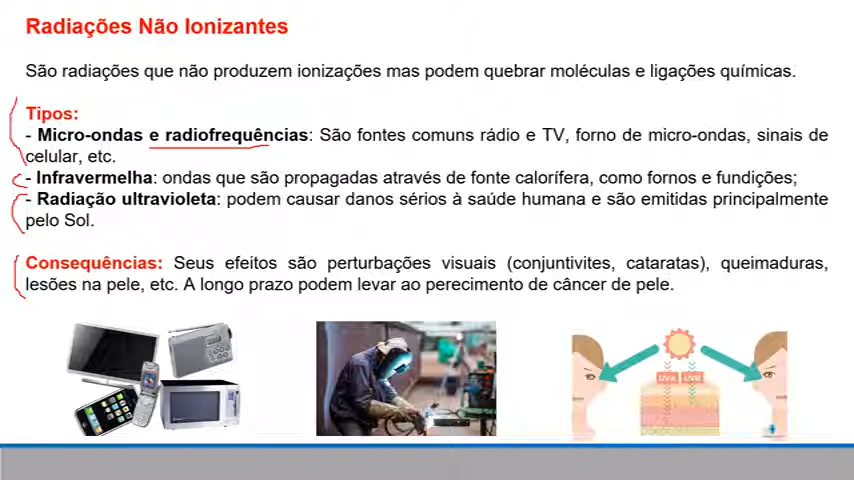 Radiações Não Ionizantes
São radiações que não produzem ionizações mas podem quebrar moléculas e ligações químicas.
Tipos:
- Micro-ondas e radiofrequências: São fontes comuns rádio e TV, forno de micro-ondas, sinais de
celular, etc.
- Infravermelha: ondas que são propagadas através de fonte calorífera, como fornos e fundições;
- Radiação ultravioleta: podem causar danos sérios à saúde humana e são emitidas principalmente
pelo Sol.
Consequências: Seus efeitos são perturbações visuais (conjuntivites, cataratas), queimaduras,
lesões na pele, etc. A longo prazo podem levar ao perecimento de câncer de pele.
UVA UVB